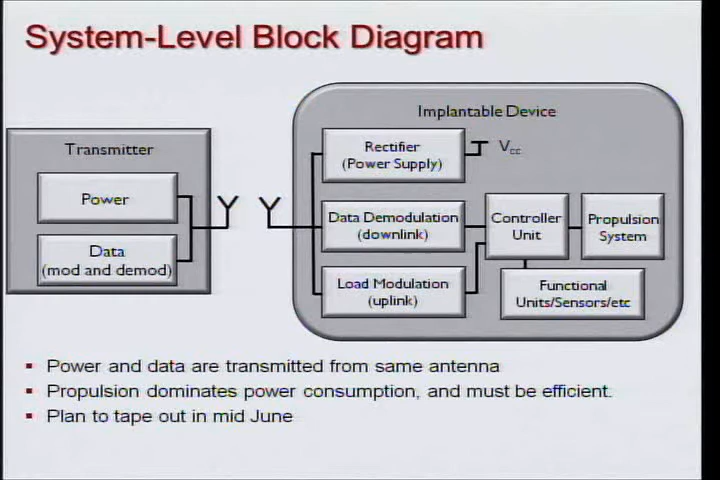 System-Level Block Diagram
Implantable Device
Transmitter
Power
Data
(mod and demod)
Rectifier
(Power Supply)
Vcc
Data Demodulation
(downlink)
Controller
Unit
Propulsion
System
Load Modulation
(uplink)
Functional
Units/Sensors/etc
Power and data are transmitted from same antenna
Propulsion dominates power consumption, and must be efficient.
Plan to tape out in mid June